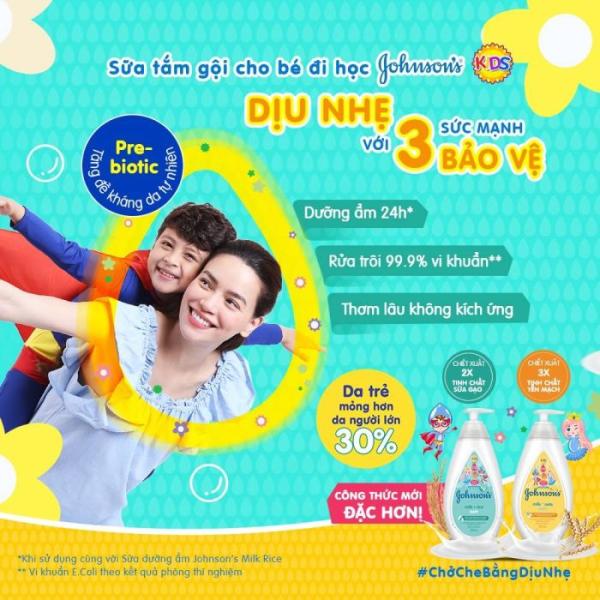 Sữa tắm gội cho bé đi học Johnson's KIDS
DỊU NHẸ
VỚI 3 SỨC MẠNH
BẢO VỆ
Pre-
biotic
Tăng đề kháng da tự nhiên
Dưỡng ẩm 24h*
Rửa trôi 99.9% vi khuẩn**
Thơm lâu không kích ứng
CHIẾT XUẤT
2X
TINH CHẤT
SỮA GẠO
CHIẾT XUẤT
3X
TINH CHẤT
YẾN MẠCH
Da trẻ
mỏng hơn
da người lớn
30%
CÔNG THỨC MỚI
ĐẶC HƠN!
Johnson's
Johnson's
*Khi sử dụng cùng với Sữa dưỡng ẩm Johnson's Milk Rice
** Vi khuẩn E.Coli theo kết quả phòng thí nghiệm
#ChởCheBằngDịuNhẹ